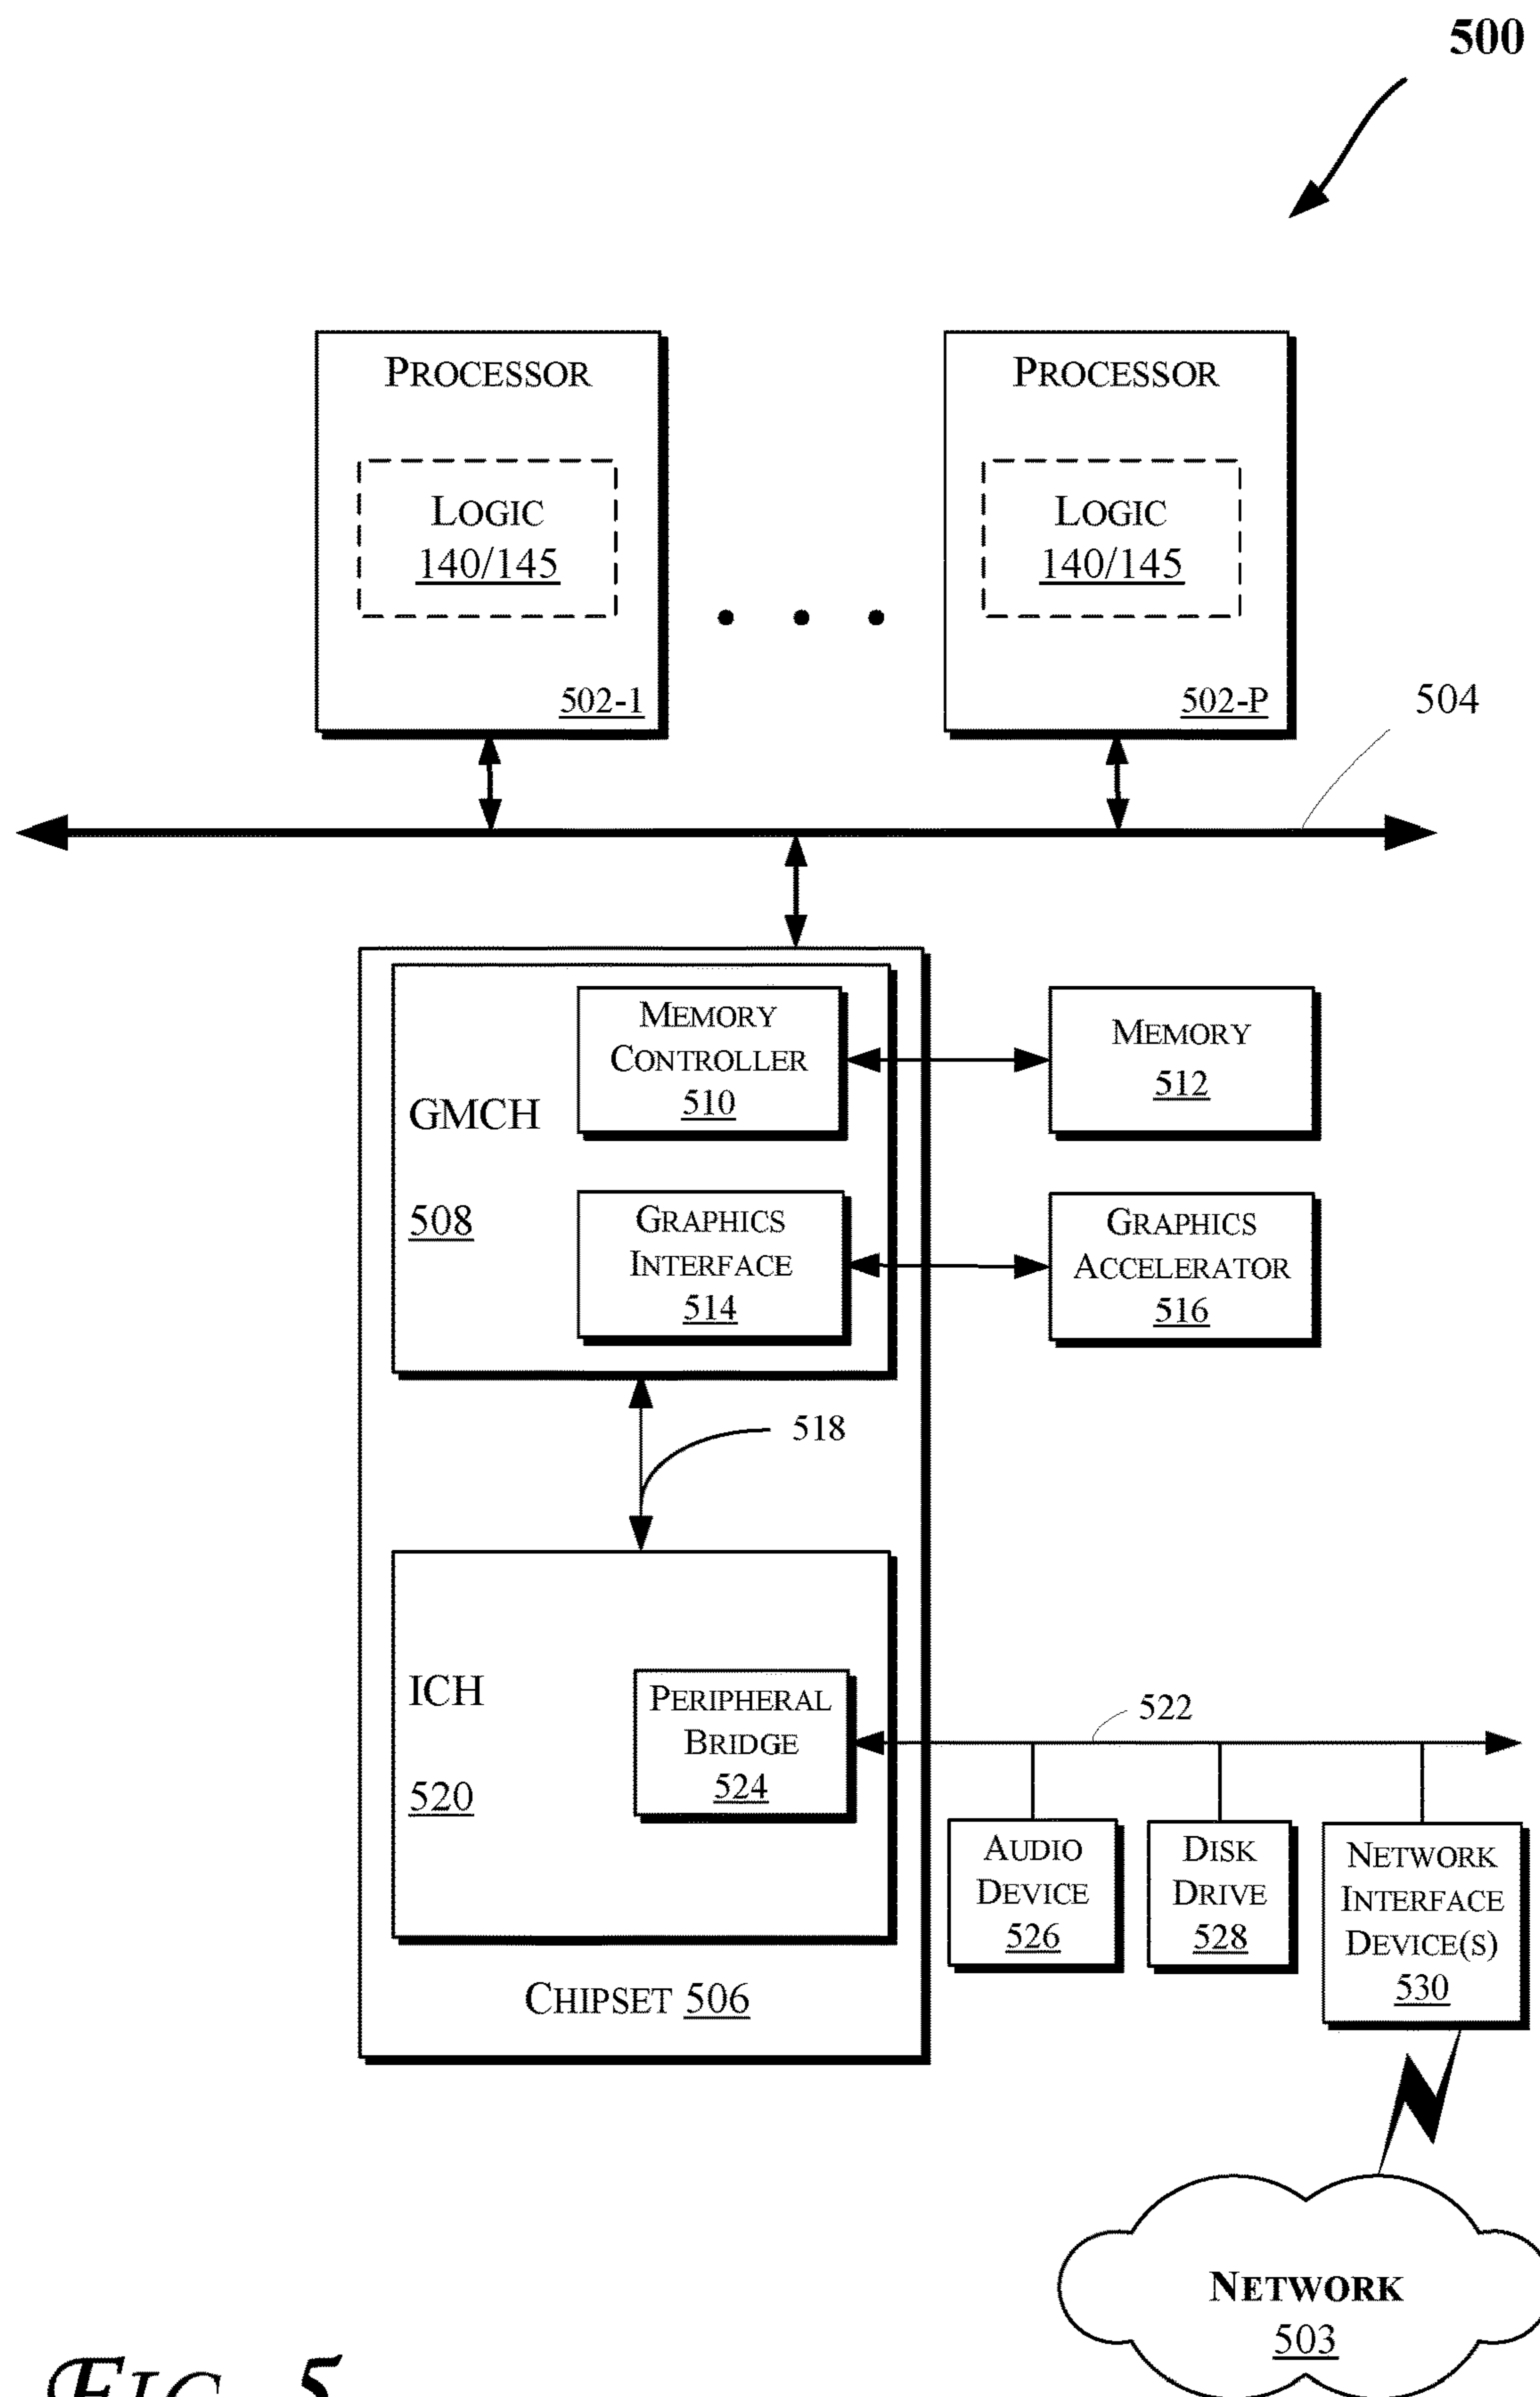 500
PROCESSOR
LOGIC
140/145
502-1
PROCESSOR
LOGIC
140/145
502-P
504
MEMORY
CONTROLLER
510
MEMORY
512
GMCH
508
GRAPHICS
INTERFACE
514
GRAPHICS
ACCELERATOR
516
518
ICH
520
PERIPHERAL
BRIDGE
524
522
AUDIO
DEVICE
526
DISK
DRIVE
528
NETWORK
INTERFACE
DEVICE(S)
530
CHIPSET 506
NETWORK
503
FIG. 5